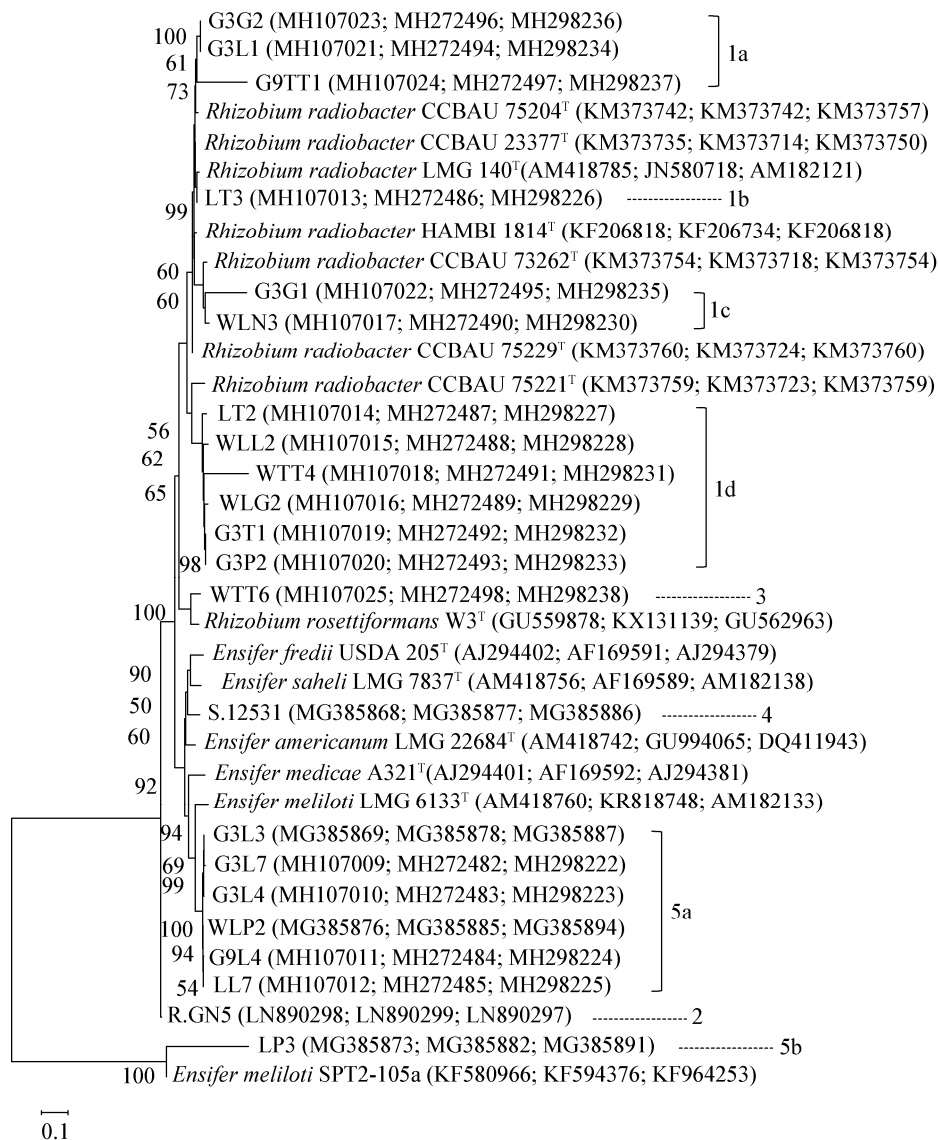 G3G2 (MH107023; MH272496; MH298236)
100 G3L1 (MH107021; MH272494; MH298234) 1a
61
G9TT1 (MH107024; MH272497; MH298237)
73
Rhizobium radiobacter CCBAU 75204T (KM373742; KM373742; KM373757)
Rhizobium radiobacter CCBAU 23377T (KM373735; KM373714; KM373750)
Rhizobium radiobacter LMG 140T(AM418785; JN580718; AM182121)
LT3 (MH107013; MH272486; MH298226) 1b
99
Rhizobium radiobacter HAMBI 1814T (KF206818; KF206734; KF206818)
Rhizobium radiobacter CCBAU 73262T (KM373754; KM373718; KM373754)
60
G3G1 (MH107022; MH272495; MH298235)
60 1c
WLN3 (MH107017; MH272490; MH298230)
Rhizobium radiobacter CCBAU 75229T (KM373760; KM373724; KM373760)
Rhizobium radiobacter CCBAU 75221T (KM373759; KM373723; KM373759)
LT2 (MH107014; MH272487; MH298227)
56
WLL2 (MH107015; MH272488; MH298228)
62
WTT4 (MH107018; MH272491; MH298231)
65 1d
WLG2 (MH107016; MH272489; MH298229)
G3T1 (MH107019; MH272492; MH298232)
98 G3P2 (MH107020; MH272493; MH298233)
WTT6 (MH107025; MH272498; MH298238) 3
100
Rhizobium rosettiformans W3T (GU559878; KX131139; GU562963)
Ensifer fredii USDA 205T (AJ294402; AF169591; AJ294379)
90
Ensifer saheli LMG 7837T (AM418756; AF169589; AM182138)
50
S.12531 (MG385868; MG385877; MG385886) 4
60
Ensifer americanum LMG 22684T (AM418742; GU994065; DQ411943)
Ensifer medicae A321T(AJ294401; AF169592; AJ294381)
92
Ensifer meliloti LMG 6133T (AM418760; KR818748; AM182133)
94 G3L3 (MG385869; MG385878; MG385887)
69 G3L7 (MH107009; MH272482; MH298222)
99
G3L4 (MH107010; MH272483; MH298223)
5a
100 WLP2 (MG385876; MG385885; MG385894)
94 G9L4 (MH107011; MH272484; MH298224)
54 LL7 (MH107012; MH272485; MH298225)
R.GN5 (LN890298; LN890299; LN890297) 2
LP3 (MG385873; MG385882; MG385891) 5b
100 Ensifer meliloti SPT2-105a (KF580966; KF594376; KF964253)
0.1